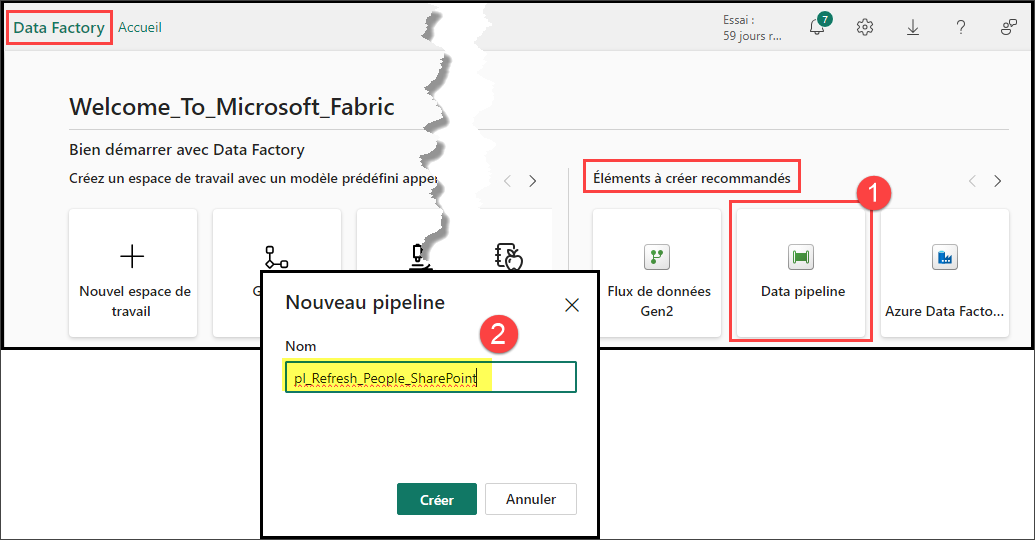 Data Factory Accueil
Essai :
59 jours r...
7
Welcome_To_Microsoft_Fabric
Bien démarrer avec Data Factory
Créez un espace de travail avec un modèle prédéfini
Éléments à créer recommandés
1
Nouvel espace de
travail
Flux de données
Gen2
Data pipeline
Azure Data Facto...
Nouveau pipeline
2
Nom
pl_Refresh_People_SharePoint
Créer
Annuler